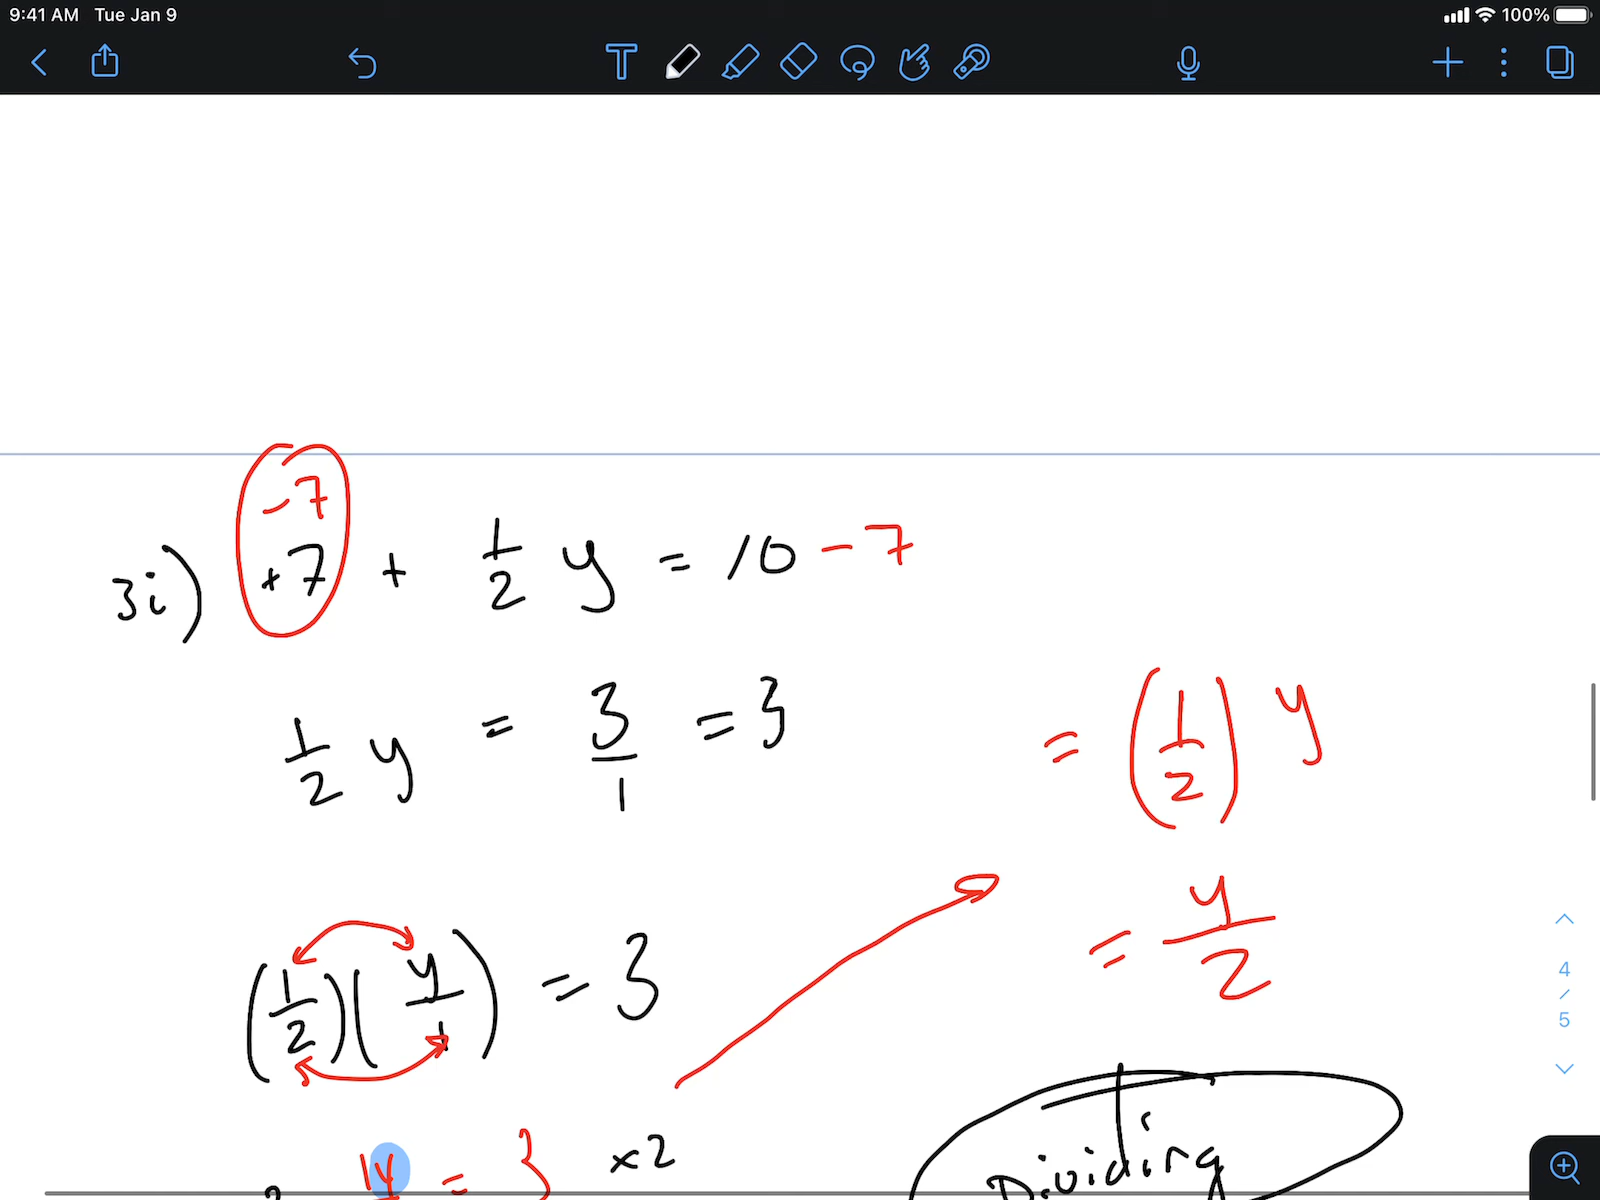 9:41 AM Tue Jan 9
100%
-7
3i) +7 + 1/2 y = 10 -7
1/2 y = 3/1 = 3
= (1/2) y
= y/2
(1/2)(y/1) = 3
1y = 3 ×2
Dividing
4
/
5